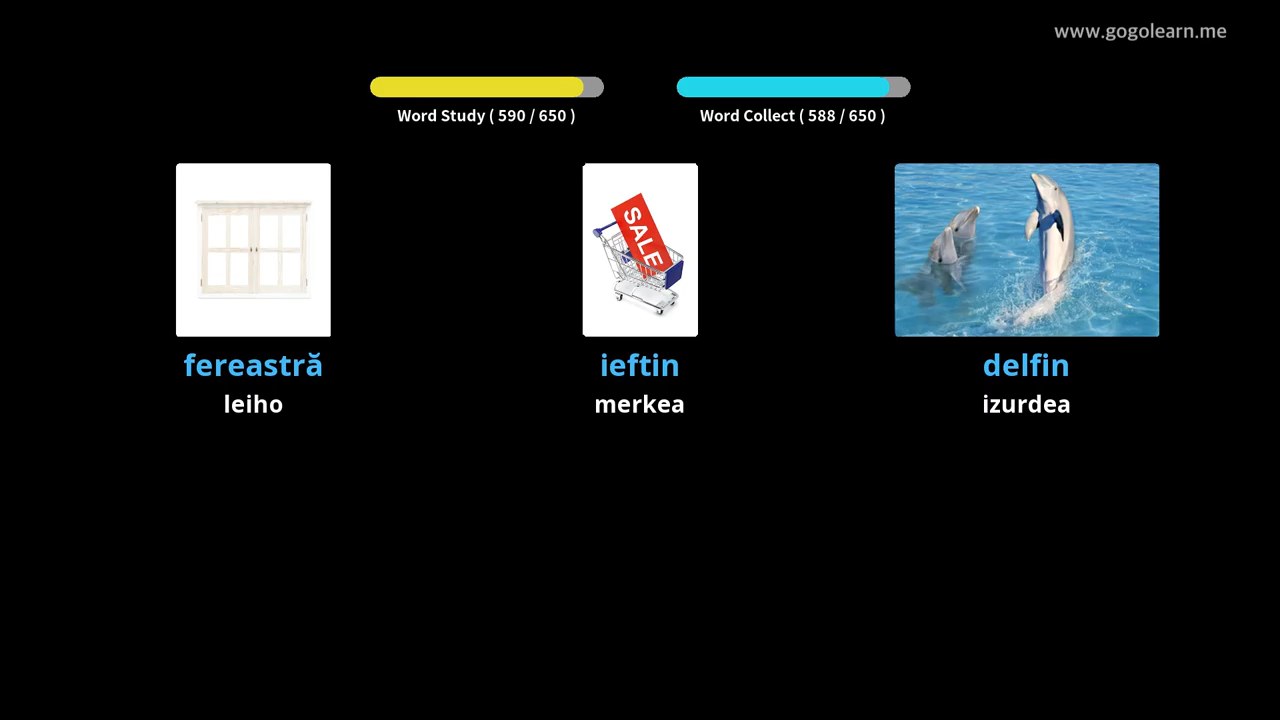 www.gogolearn.me
Word Study ( 590 / 650 )
Word Collect ( 588 / 650 )
SALE
fereastră
ieftin
delfin
leiho
merkea
izurdea